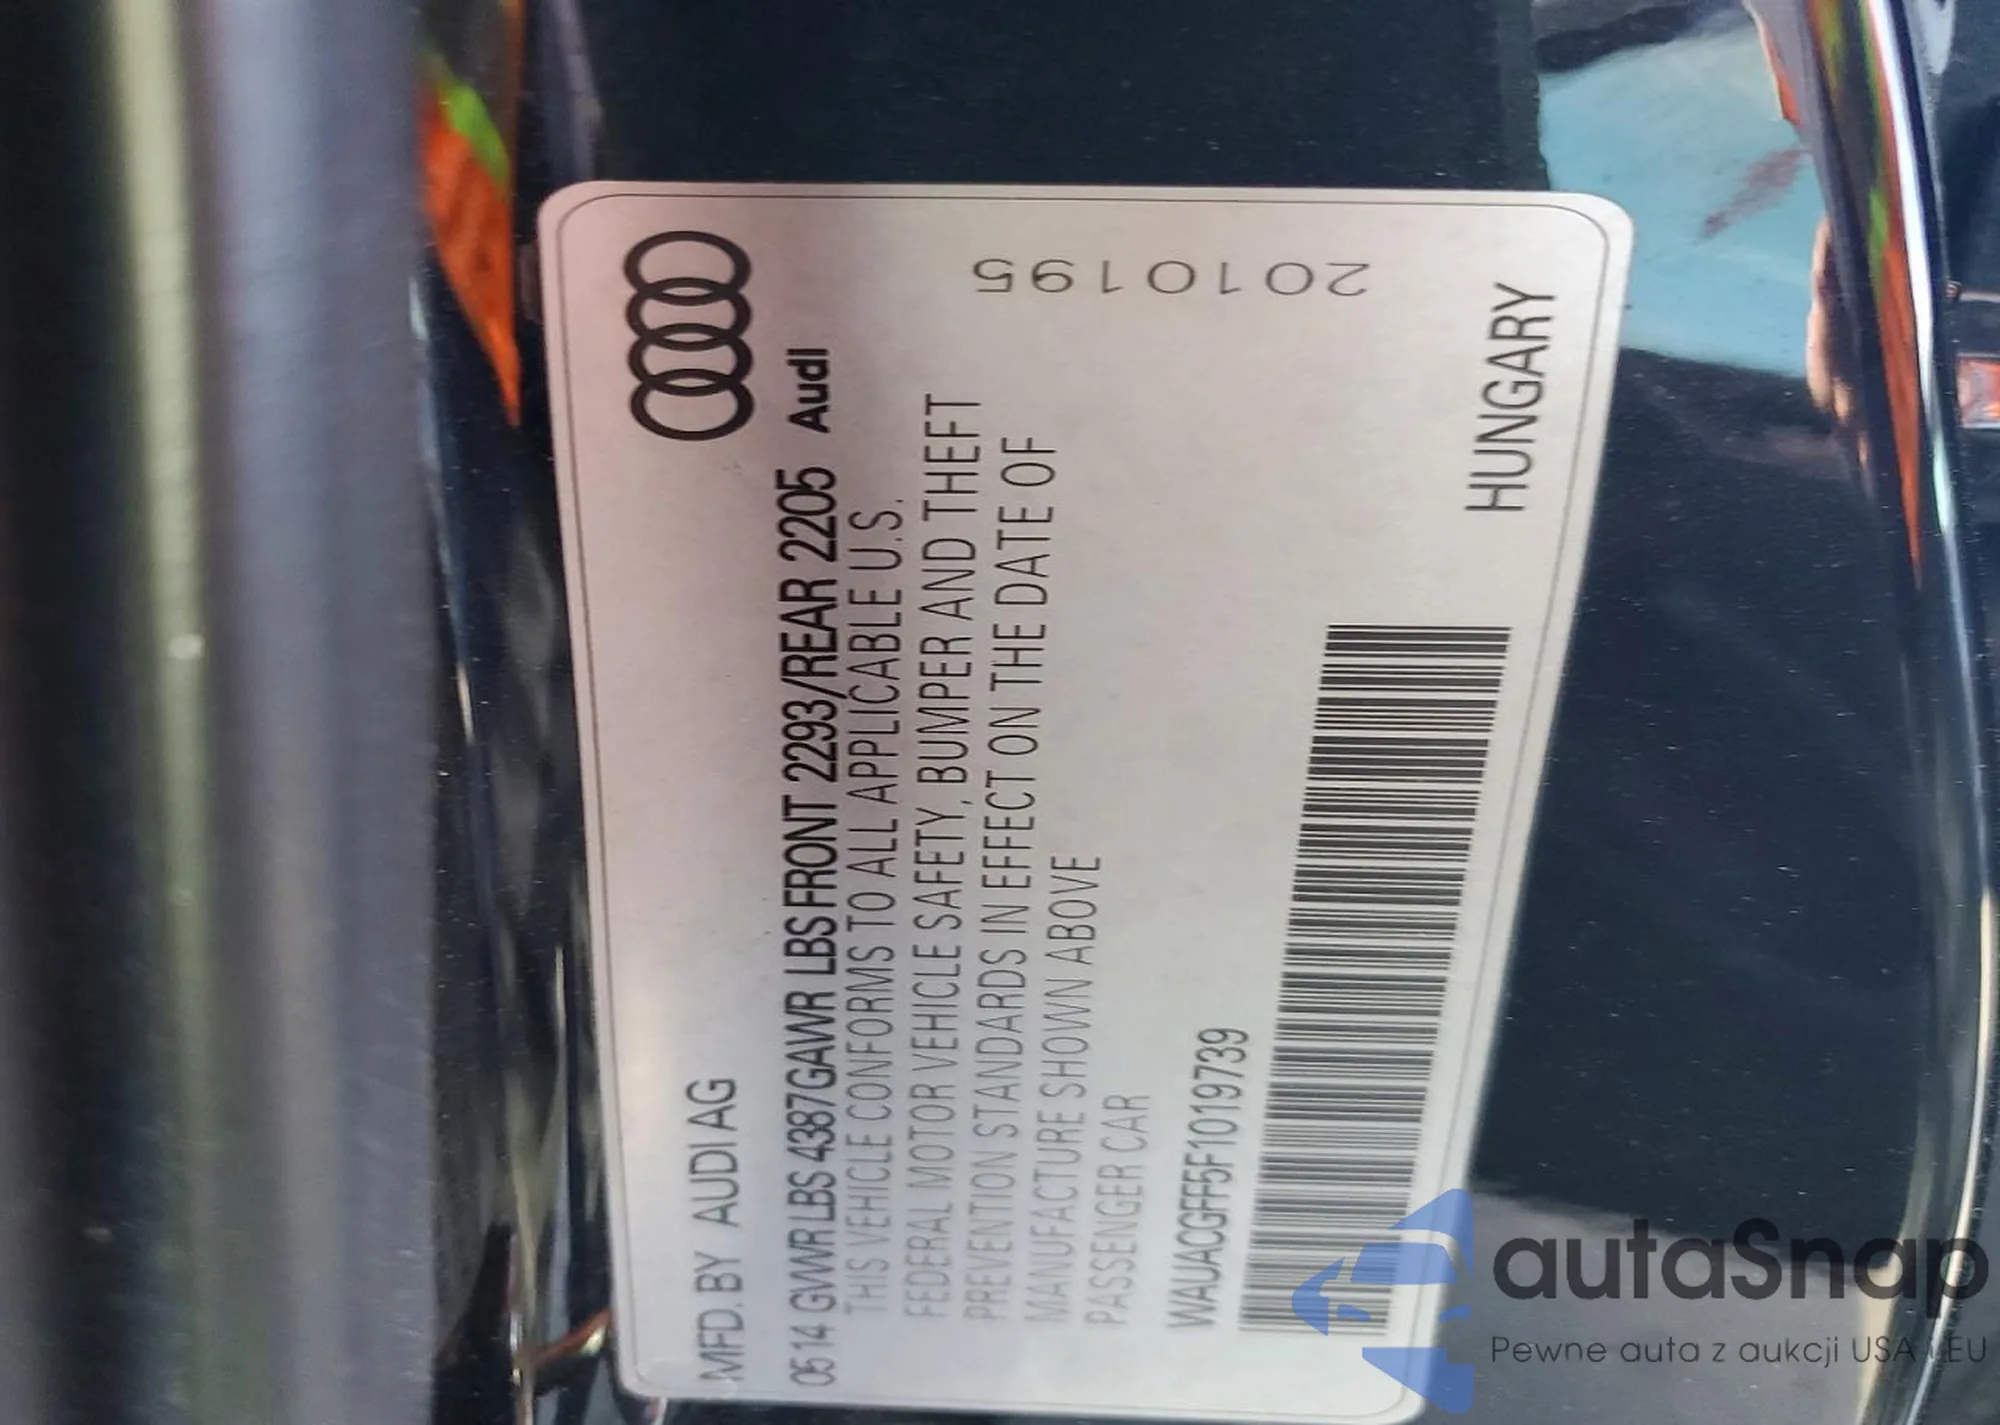 MFD. BY AUDI AG
0514 GVWR LBS 4387 GAWR LBS FRONT 2293/REAR 2205 Audi
THIS VEHICLE CONFORMS TO ALL APPLICABLE U.S.
FEDERAL MOTOR VEHICLE SAFETY, BUMPER AND THEFT
PREVENTION STANDARDS IN EFFECT ON THE DATE OF
MANUFACTURE SHOWN ABOVE
PASSENGER CAR
WAUACGFF5F1019739
HUNGARY
2010195
autaSnap
Pewne auta z aukcji USA i EU